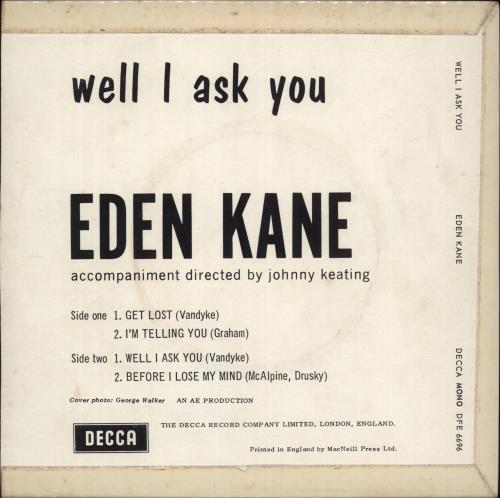 well I ask you
EDEN KANE
accompaniment directed by johnny keating
Side one 1. GET LOST (Vandyke)
2. I'M TELLING YOU (Graham)
Side two 1. WELL I ASK YOU (Vandyke)
2. BEFORE I LOSE MY MIND (McAlpine, Drusky)
Cover photo: George Walker AN AE PRODUCTION
DECCA
THE DECCA RECORD COMPANY LIMITED, LONDON, ENGLAND.
Printed in England by MacNeill Press Ltd.
WELL I ASK YOU
EDEN KANE
DECCA MONO DFE 6696